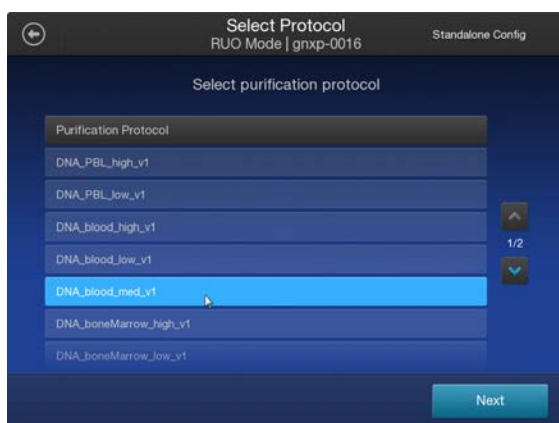 Select Protocol
RUO Mode | gnxp-0016
Standalone Config
Select purification protocol
Purification Protocol
DNA_PBL_high_v1
DNA_PBL_low_v1
DNA_blood_high_v1
DNA_blood_low_v1
DNA_blood_med_v1
DNA_boneMarrow_high_v1
DNA_boneMarrow_low_v1
1/2
Next